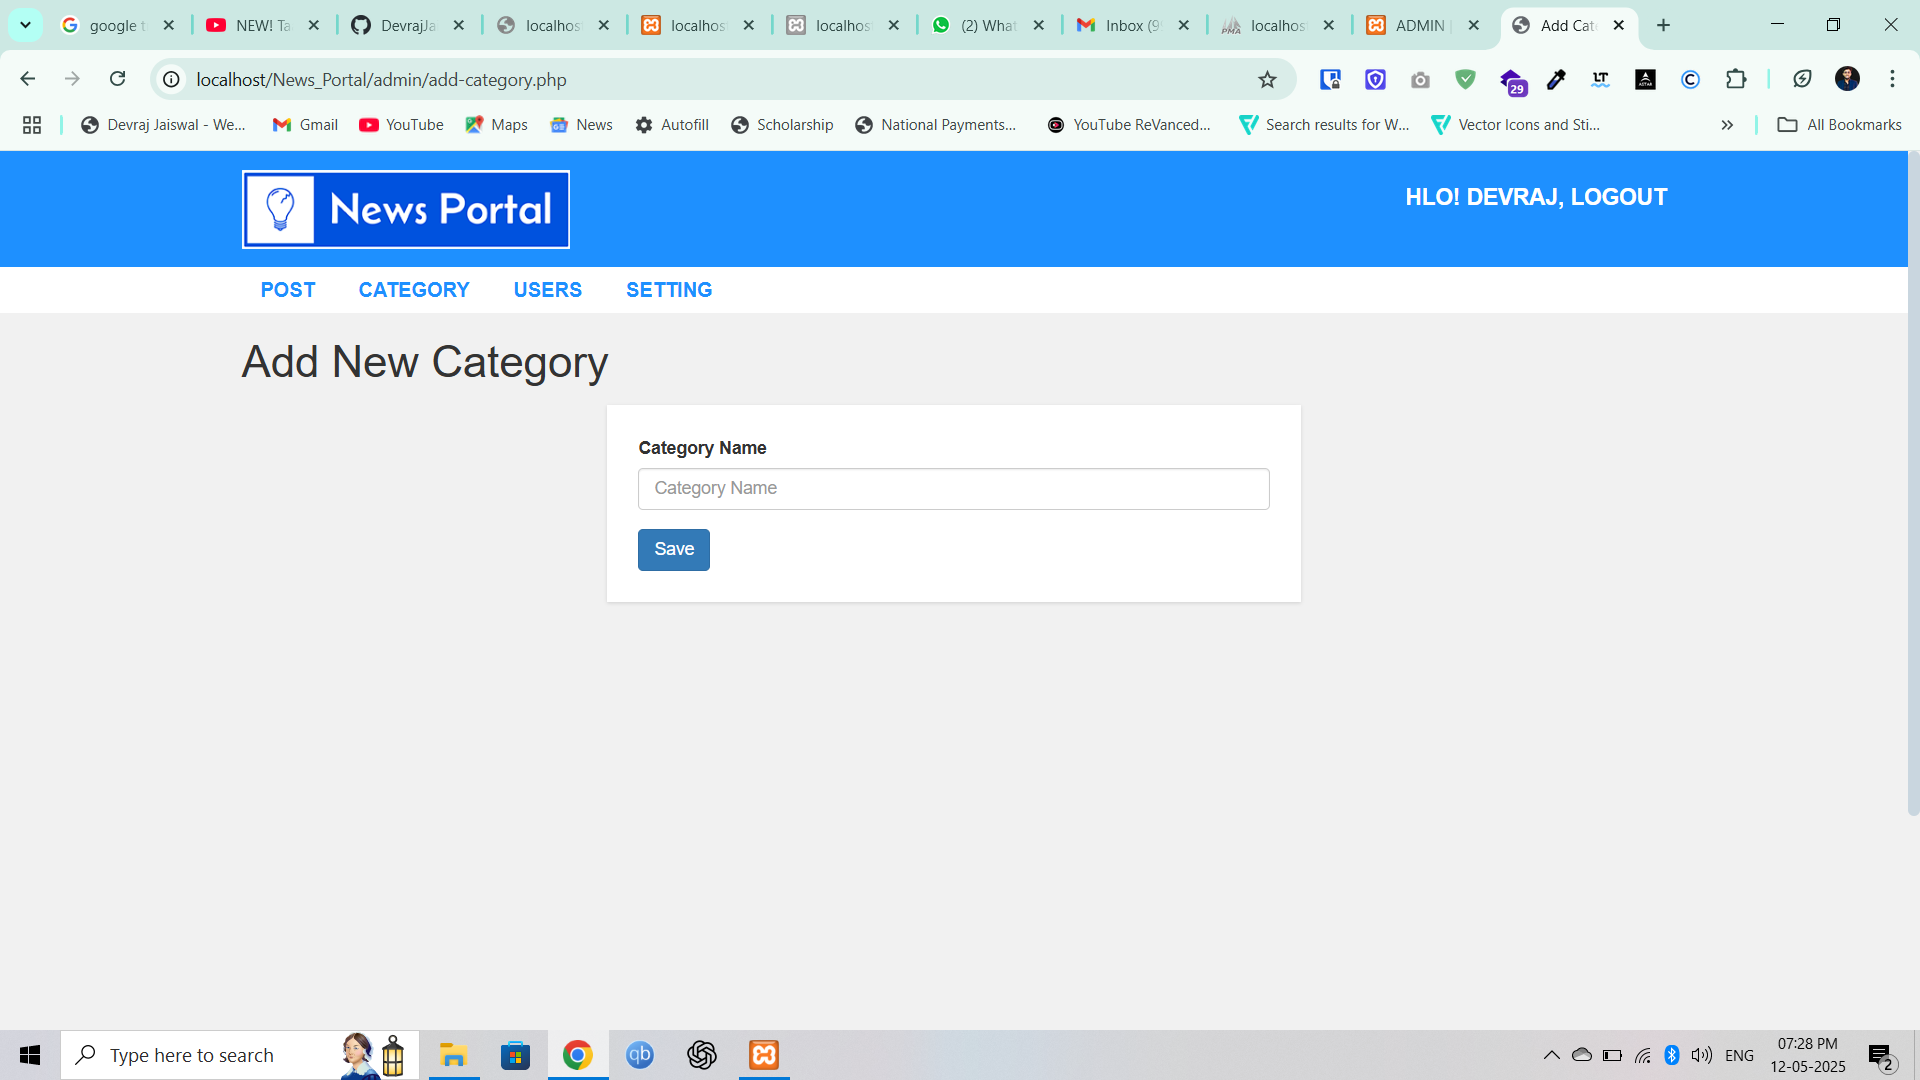 google t
NEW! Ta
DevrajJa
localhos
localhos
localhos
(2) What
Inbox (9
localhos
ADMIN |
Add Cat
localhost/News_Portal/admin/add-category.php
29
Devraj Jaiswal - We...
Gmail
YouTube
Maps
News
Autofill
Scholarship
National Payments...
YouTube ReVanced...
Search results for W...
Vector Icons and Sti...
All Bookmarks
News Portal
HLO! DEVRAJ, LOGOUT
POST
CATEGORY
USERS
SETTING
Add New Category
Category Name
Category Name
Save
Type here to search
qb
ENG
07:28 PM
12-05-2025
2